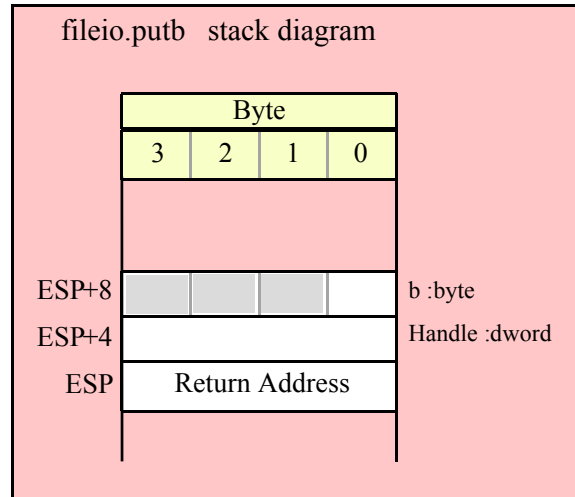 fileio.putb stack diagram
Byte
3 2 1 0
ESP+8 b :byte
ESP+4 Handle :dword
ESP Return Address